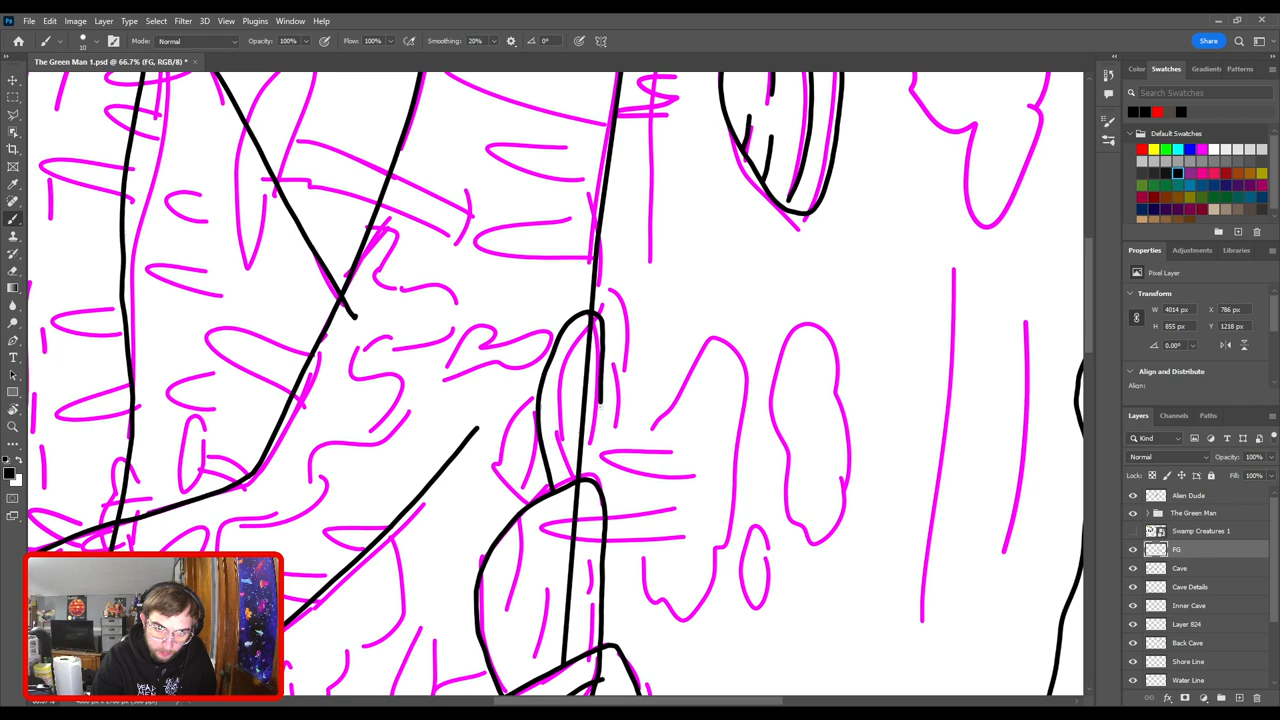 Ps File Edit Image Layer Type Select Filter 3D View Plugins Window Help
10 Mode: Normal Opacity: 100% Flow: 100% Smoothing: 20% 0° Share
The Green Man 1.psd @ 66.7% (FG, RGB/8) *
Color Swatches Gradients Patterns
Search Swatches
Default Swatches
Properties Adjustments Libraries
Pixel Layer
Transform
W 4014 px X 786 px
H 855 px Y 1218 px
0.00°
Align and Distribute
Align:
Layers Channels Paths
Kind
Normal Opacity: 100%
Lock: Fill: 100%
Alien Dude
The Green Man
Swamp Creatures 1
FG
Cave
Cave Details
Inner Cave
Layer 824
Back Cave
Shore Line
Water Line
DEAD